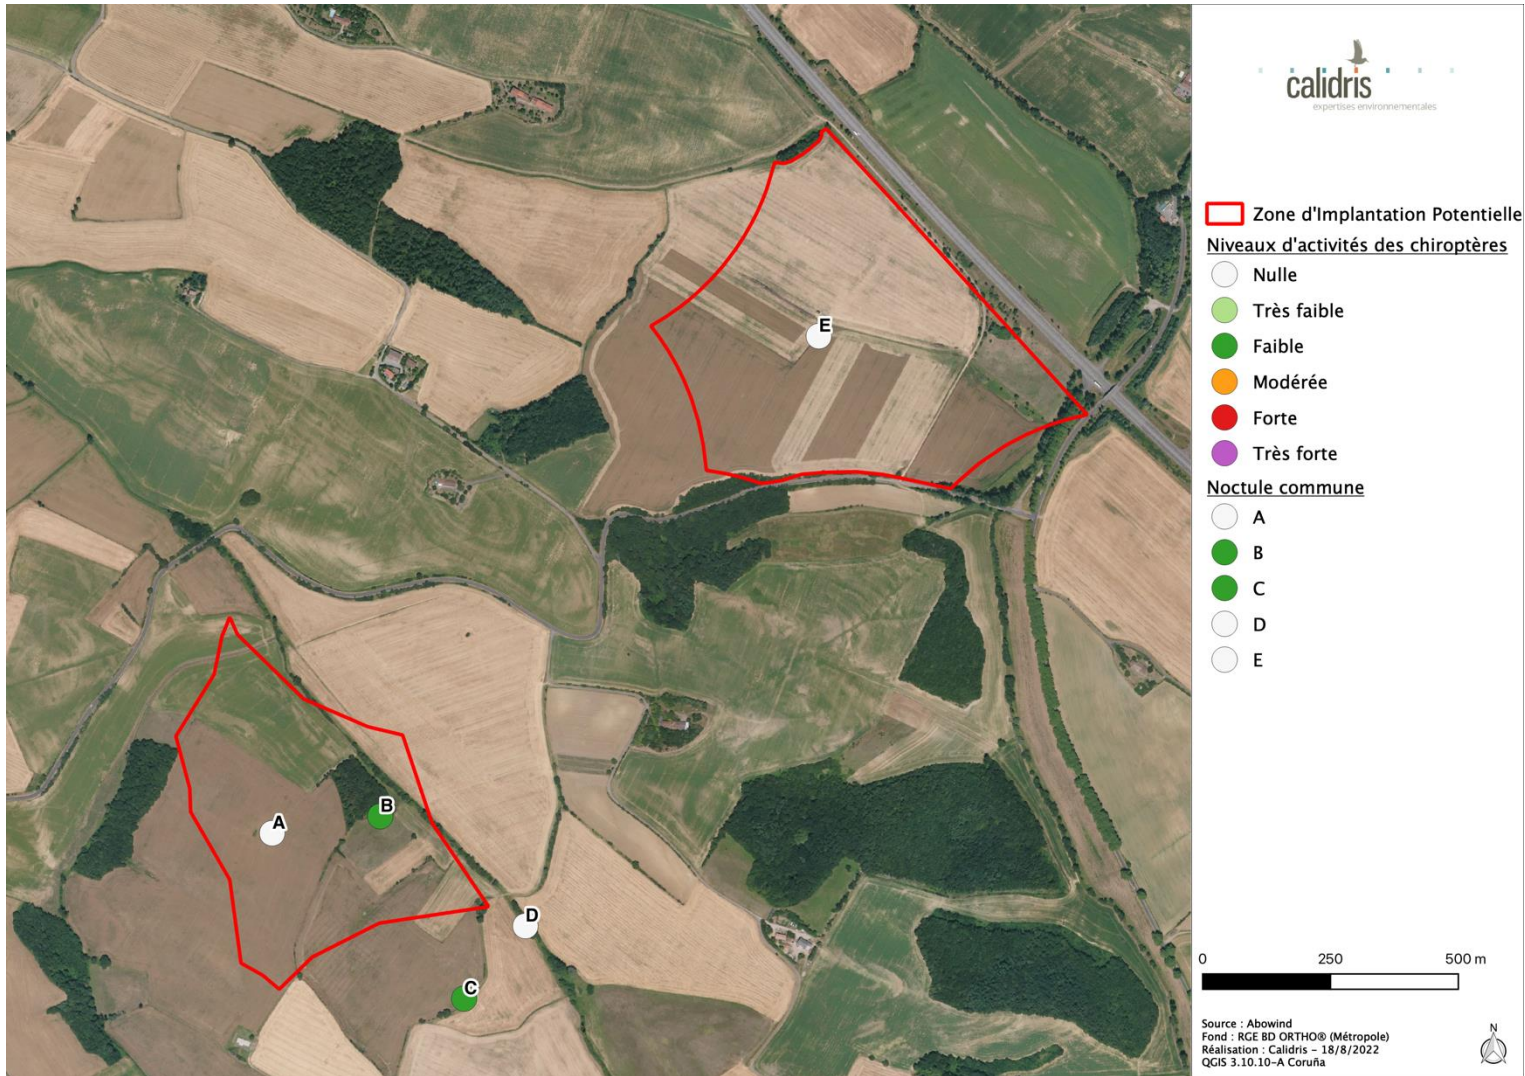 calidris
expertises environnementales
Zone d'Implantation Potentielle
Niveaux d'activités des chiroptères
Nulle
Très faible
Faible
Modérée
Forte
Très forte
Noctule commune
A
B
C
D
E
E
B
A
D
C
0 250 500 m
Source : Abowind
Fond : RGE BD ORTHO® (Métropole)
Réalisation : Calidris - 18/8/2022
QGIS 3.10.10-A Coruña
N